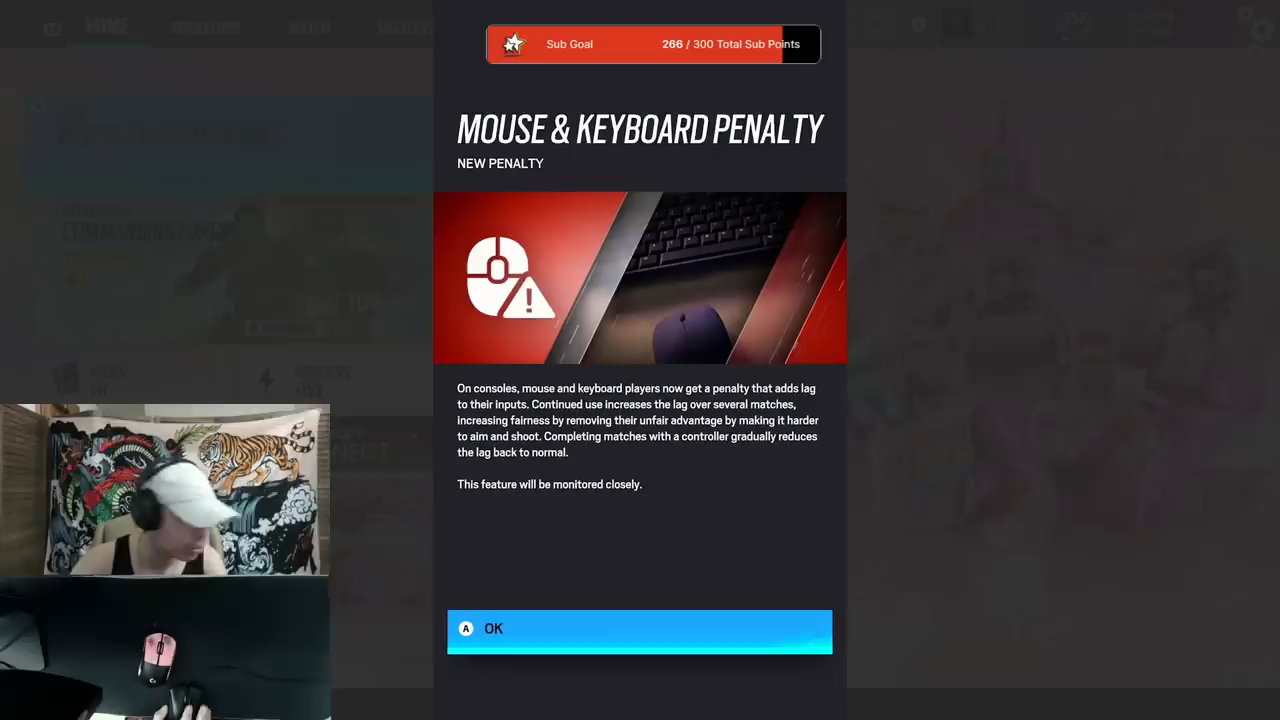 HOME
Sub Goal 266 / 300 Total Sub Points
MOUSE & KEYBOARD PENALTY
NEW PENALTY
On consoles, mouse and keyboard players now get a penalty that adds lag
to their inputs. Continued use increases the lag over several matches,
increasing fairness by removing their unfair advantage by making it harder
to aim and shoot. Completing matches with a controller gradually reduces
the lag back to normal.
This feature will be monitored closely.
A OK